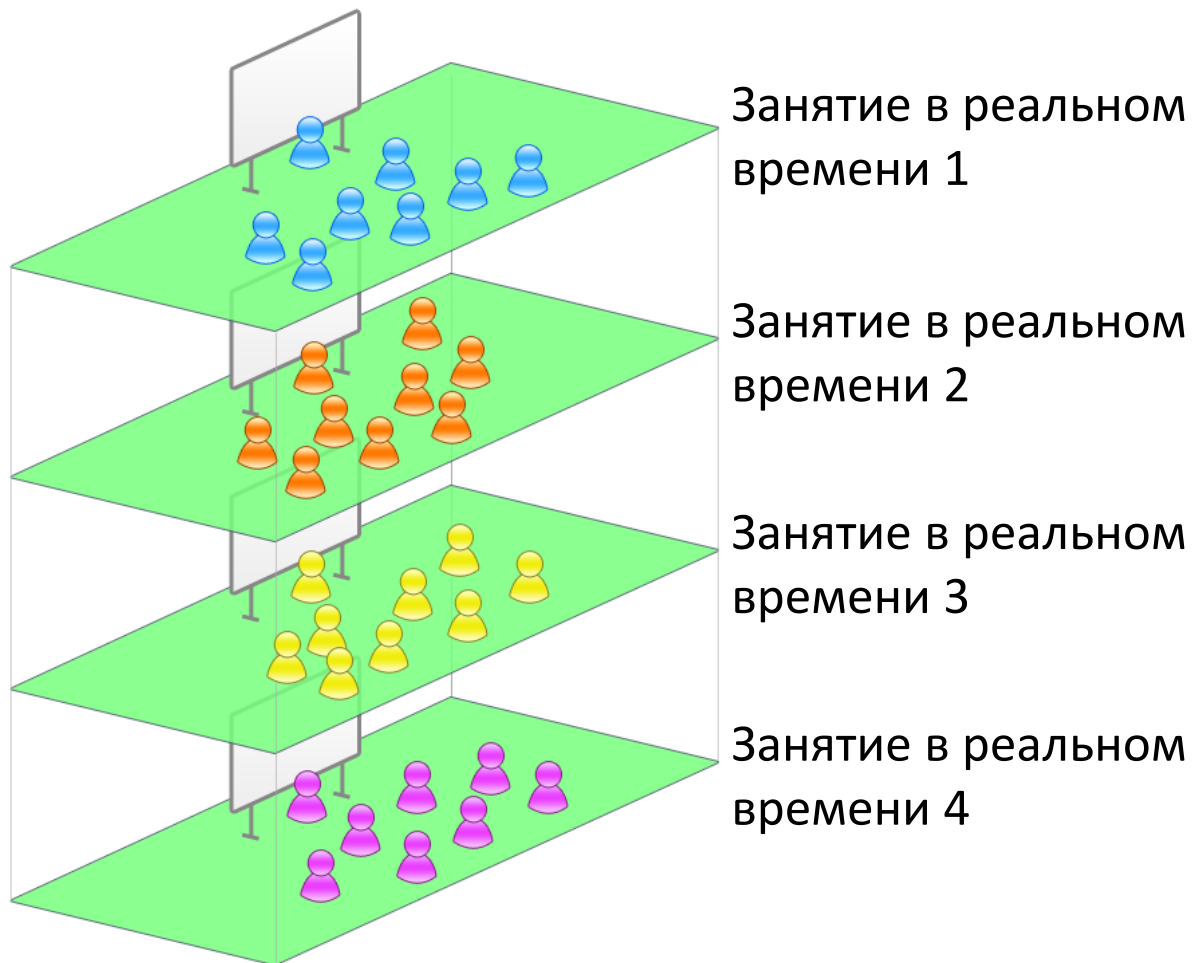 Занятие в реальном
времени 1
Занятие в реальном
времени 2
Занятие в реальном
времени 3
Занятие в реальном
времени 4